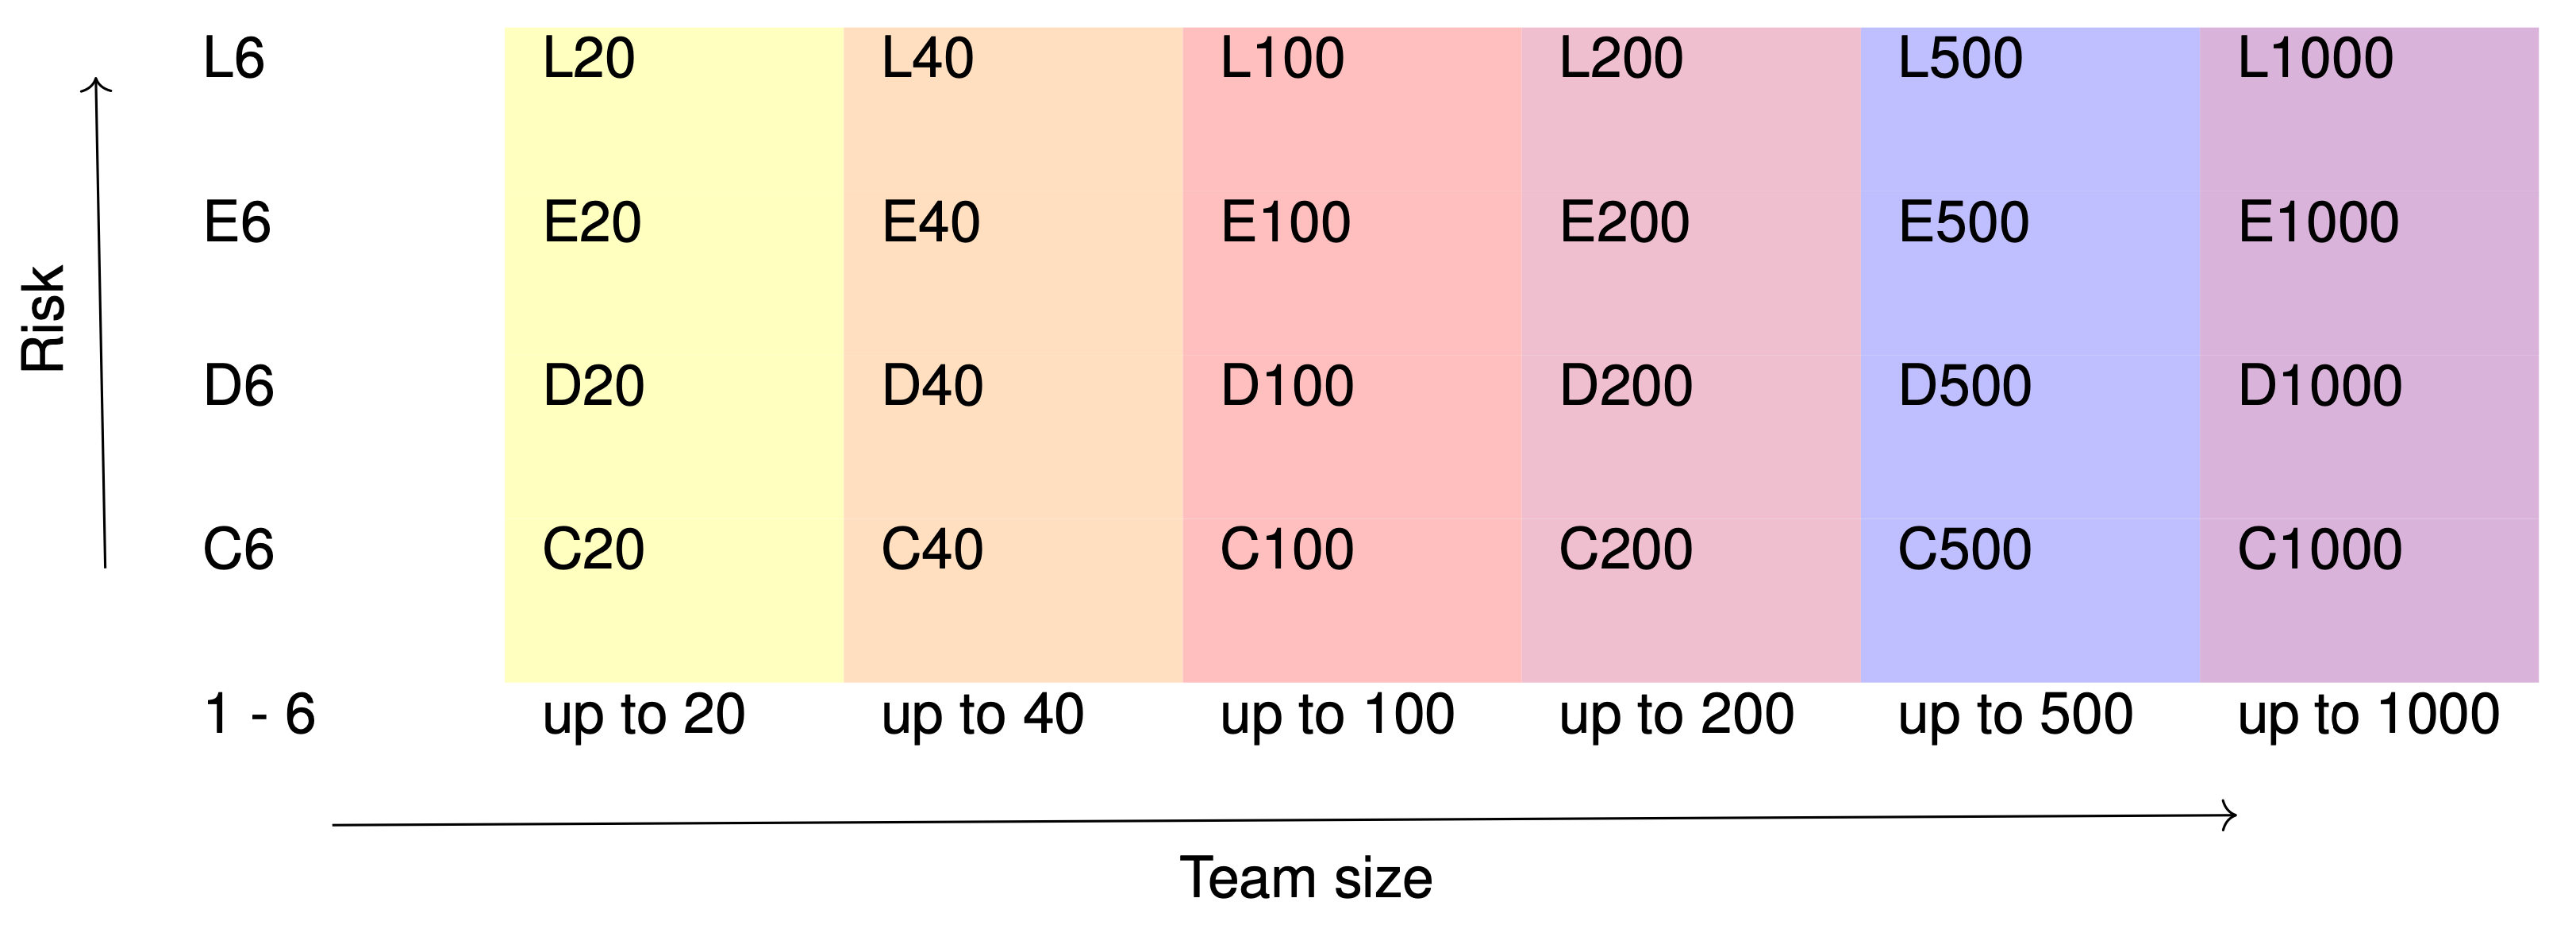 L6 L20 L40 L100 L200 L500 L1000
E6 E20 E40 E100 E200 E500 E1000
Risk
D6 D20 D40 D100 D200 D500 D1000
C6 C20 C40 C100 C200 C500 C1000
1 - 6 up to 20 up to 40 up to 100 up to 200 up to 500 up to 1000
Team size